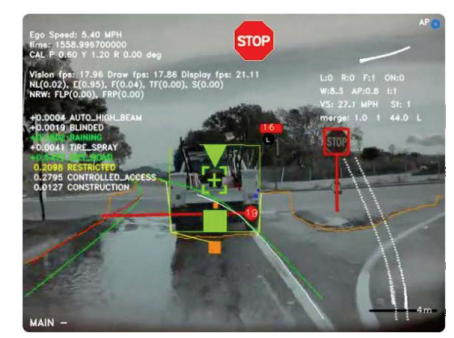 AP
Ego Speed: 5.40 MPH
time: 1558.996700000
CAL P 0.60 Y 1.20 R 0.00 deg
STOP
Vision fps: 17.96 Draw fps: 17.86 Display fps: 21.11
NL(0.02), E(0.95), F(0.04), TF(0.00), S(0.00)
NRW: FLP(0.00), FRP(0.00)
L:0 R:0 F:1 ON:0
W:8.5 AP:0.8 l:1
VS: 27.1 MPH St: 1
merge: 1.0 1 44.0 L
+0.0004 AUTO_HIGH_BEAM
+0.0019 BLINDED
RAINING
+0.0041 TIRE_SPRAY
0.2098 RESTRICTED
0.2795 CONTROLLED_ACCESS
0.0127 CONSTRUCTION
16
L
STOP
19
4m
MAIN -